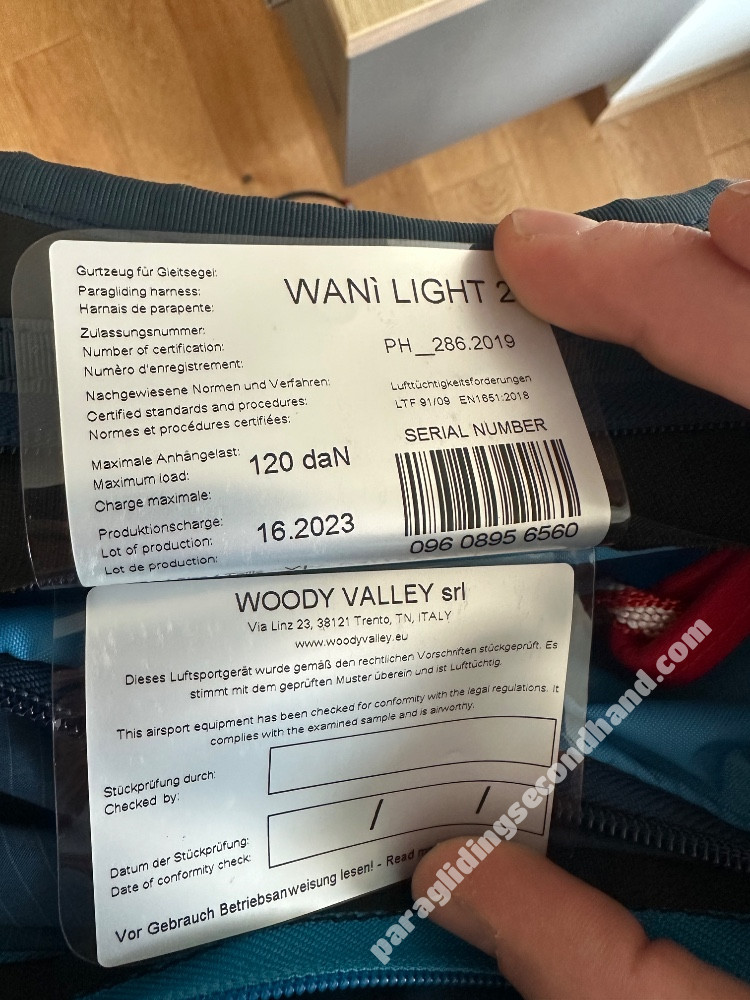 Gurtzeug für Gleitsegel:
Paragliding harness:
Harnais de parapente:
WANì LIGHT 2
Zulassungsnummer:
Number of certification:
Numèro d'enregistrement:
PH__286.2019
Nachgewiesene Normen und Verfahren:
Certified standards and procedures:
Normes et procédures certifiées:
Lufttüchtigkeitsforderungen
LTF 91/09 EN1651:2018
Maximale Anhängelast:
Maximum load:
Charge maximale:
120 daN
SERIAL NUMBER
096 0895 6560
Produktionscharge:
Lot of production:
Lot de production:
16.2023
WOODY VALLEY srl
Via Linz 23, 38121 Trento, TN, ITALY
www.woodyvalley.eu
Dieses Luftsportgerät wurde gemäß den rechtlichen Vorschriften stückgeprüft. Es
stimmt mit dem geprüften Muster überein und ist Lufttüchtig.
This airsport equipment has been checked for conformity with the legal regulations. It
complies with the examined sample and is airworthy.
Stückprüfung durch:
Checked by:
Datum der Stückprüfung:
Date of conformity check:
/ /
Vor Gebrauch Betriebsanweisung lesen! - Read
paraglidingsecondhand.com